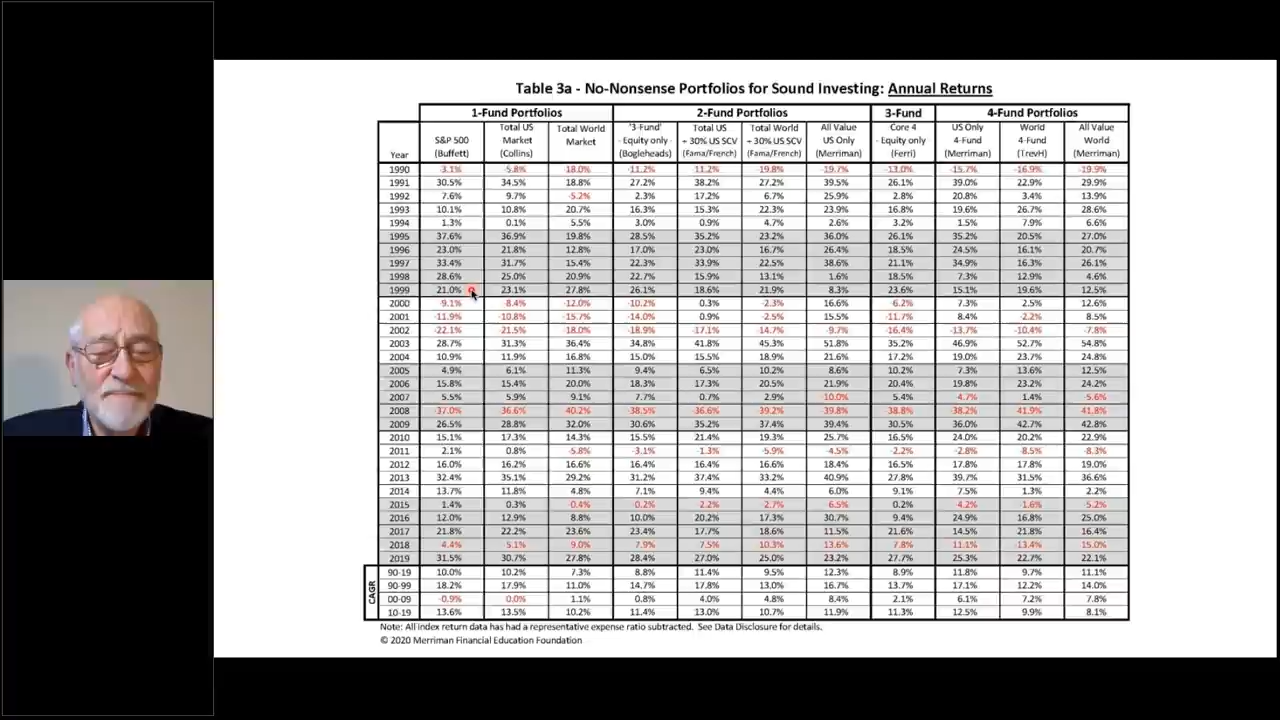 Table 3a - No-Nonsense Portfolios for Sound Investing: Annual Returns
1-Fund Portfolios 2-Fund Portfolios 3-Fund 4-Fund Portfolios
Year S&P 500 (Buffett) Total US Market (Collins) Total World Market '3-Fund' - Equity only - (Bogleheads) Total US + 30% US SCV (Fama/French) Total World + 30% US SCV (Fama/French) All Value US Only (Merriman) Core 4 - Equity only (Ferri) US Only 4-Fund (Merriman) World 4-Fund (TrevH) All Value World (Merriman)
1990 -3.1% -5.8% -18.0% -11.2% -11.2% -19.8% -19.7% -13.0% -15.7% -16.9% -19.9%
1991 30.5% 34.5% 18.8% 27.2% 38.2% 27.2% 39.5% 26.1% 39.0% 22.9% 29.9%
1992 7.6% 9.7% -5.2% 2.3% 17.2% 6.7% 25.9% 2.8% 20.8% 3.4% 13.9%
1993 10.1% 10.8% 20.7% 16.3% 15.3% 22.3% 23.9% 16.8% 19.6% 26.7% 28.6%
1994 1.3% 0.1% 5.5% 3.0% 0.9% 4.7% 2.6% 3.2% 1.5% 7.9% 6.6%
1995 37.6% 36.9% 19.8% 28.5% 35.2% 23.2% 36.0% 26.1% 35.2% 20.5% 27.0%
1996 23.0% 21.8% 12.8% 17.0% 23.0% 16.7% 26.4% 18.5% 24.5% 16.1% 20.7%
1997 33.4% 31.7% 15.4% 22.3% 33.9% 22.5% 38.6% 21.1% 34.9% 16.3% 26.1%
1998 28.6% 25.0% 20.9% 22.7% 15.9% 13.1% 1.6% 18.5% 7.3% 12.9% 4.6%
1999 21.0% 23.1% 27.8% 26.1% 18.6% 21.9% 8.3% 23.6% 15.1% 19.6% 12.5%
2000 -9.1% -8.4% -12.0% -10.2% 0.3% -2.3% 16.6% -6.2% 7.3% 2.5% 12.6%
2001 -11.9% -10.8% -15.7% -14.0% 0.9% -2.5% 15.5% -11.7% 8.4% -2.2% 8.5%
2002 -22.1% -21.5% -18.0% -18.9% -17.1% -14.7% -9.7% -16.4% -13.7% -10.4% -7.8%
2003 28.7% 31.3% 36.4% 34.8% 41.8% 45.3% 51.8% 35.2% 46.9% 52.7% 54.8%
2004 10.9% 11.9% 16.8% 15.0% 15.5% 18.9% 21.6% 17.2% 19.0% 23.7% 24.8%
2005 4.9% 6.1% 11.3% 9.4% 6.5% 10.2% 8.6% 10.2% 7.3% 13.6% 12.5%
2006 15.8% 15.4% 20.0% 18.3% 17.3% 20.5% 21.9% 20.4% 19.8% 23.2% 24.2%
2007 5.5% 5.9% 9.1% 7.7% 0.7% 2.9% -10.0% 5.4% -4.7% 1.4% -5.6%
2008 -37.0% -36.6% -40.2% -38.5% -36.6% -39.2% -39.8% -38.8% -38.2% -41.9% -41.8%
2009 26.5% 28.8% 32.0% 30.6% 35.2% 37.4% 39.4% 30.5% 36.0% 42.7% 42.8%
2010 15.1% 17.3% 14.3% 15.5% 21.4% 19.3% 25.7% 16.5% 24.0% 20.2% 22.9%
2011 2.1% 0.8% -5.8% -3.1% -1.3% -5.9% -4.5% -2.2% -2.8% -8.5% -8.3%
2012 16.0% 16.2% 16.6% 16.4% 16.4% 16.6% 18.4% 16.5% 17.8% 17.8% 19.0%
2013 32.4% 35.1% 29.2% 31.2% 37.4% 33.2% 40.9% 27.8% 39.7% 31.5% 36.6%
2014 13.7% 11.8% 4.8% 7.1% 9.4% 4.4% 6.0% 9.1% 7.5% 1.3% 2.2%
2015 1.4% 0.3% -0.4% -0.2% -2.2% -2.7% -6.5% 0.2% -4.2% -1.6% -5.2%
2016 12.0% 12.9% 8.8% 10.0% 20.2% 17.3% 30.7% 9.4% 24.9% 16.8% 25.0%
2017 21.8% 22.2% 23.6% 23.4% 17.7% 18.6% 11.5% 21.6% 14.5% 21.8% 16.4%
2018 -4.4% -5.1% -9.0% -7.9% -7.5% -10.3% -13.6% -7.8% -11.1% -13.4% -15.0%
2019 31.5% 30.7% 27.8% 28.4% 27.0% 25.0% 23.2% 27.7% 25.3% 22.7% 22.1%
CAGR
90-19 10.0% 10.2% 7.3% 8.8% 11.4% 9.5% 12.3% 8.9% 11.8% 9.7% 11.1%
90-99 18.2% 17.9% 11.0% 14.7% 17.8% 13.0% 16.7% 13.7% 17.1% 12.2% 14.0%
00-09 -0.9% 0.0% 1.1% 0.8% 4.0% 4.8% 8.4% 2.1% 6.1% 7.2% 7.8%
10-19 13.6% 13.5% 10.2% 11.4% 13.0% 10.7% 11.9% 11.3% 12.5% 9.9% 8.1%
Note: All index return data has had a representative expense ratio subtracted. See Data Disclosure for details.
© 2020 Merriman Financial Education Foundation